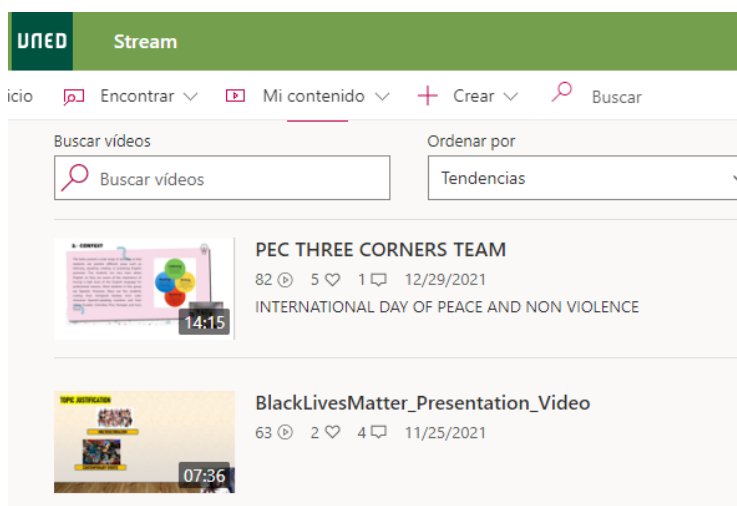 UNED Stream
icio Encontrar Mi contenido Crear Buscar
Buscar vídeos Ordenar por
Buscar vídeos Tendencias
1.- CONTEXT
14:15
PEC THREE CORNERS TEAM
82 5 1 12/29/2021
INTERNATIONAL DAY OF PEACE AND NON VIOLENCE
TOPIC JUSTIFICATION
07:36
BlackLivesMatter_Presentation_Video
63 2 4 11/25/2021